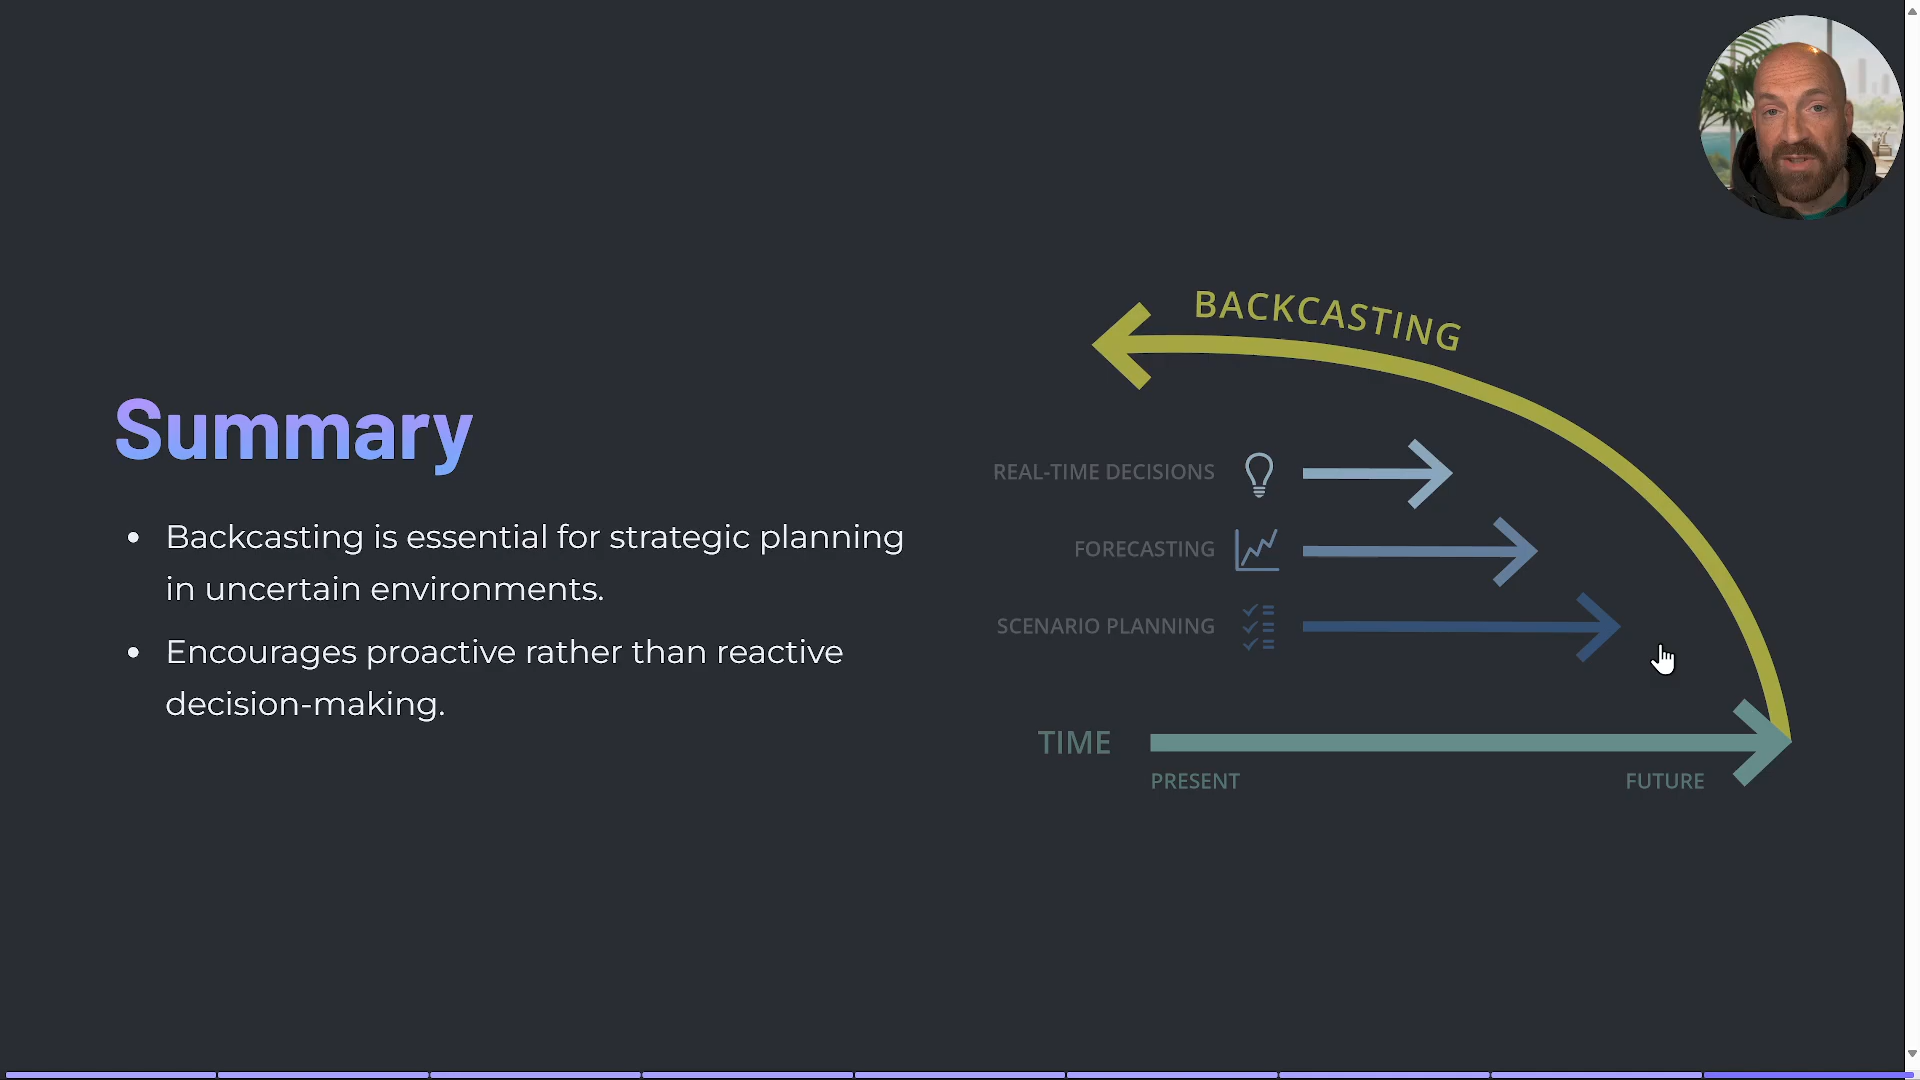 Summary
• Backcasting is essential for strategic planning
in uncertain environments.
• Encourages proactive rather than reactive
decision-making.
BACKCASTING
REAL-TIME DECISIONS
FORECASTING
SCENARIO PLANNING
TIME
PRESENT
FUTURE